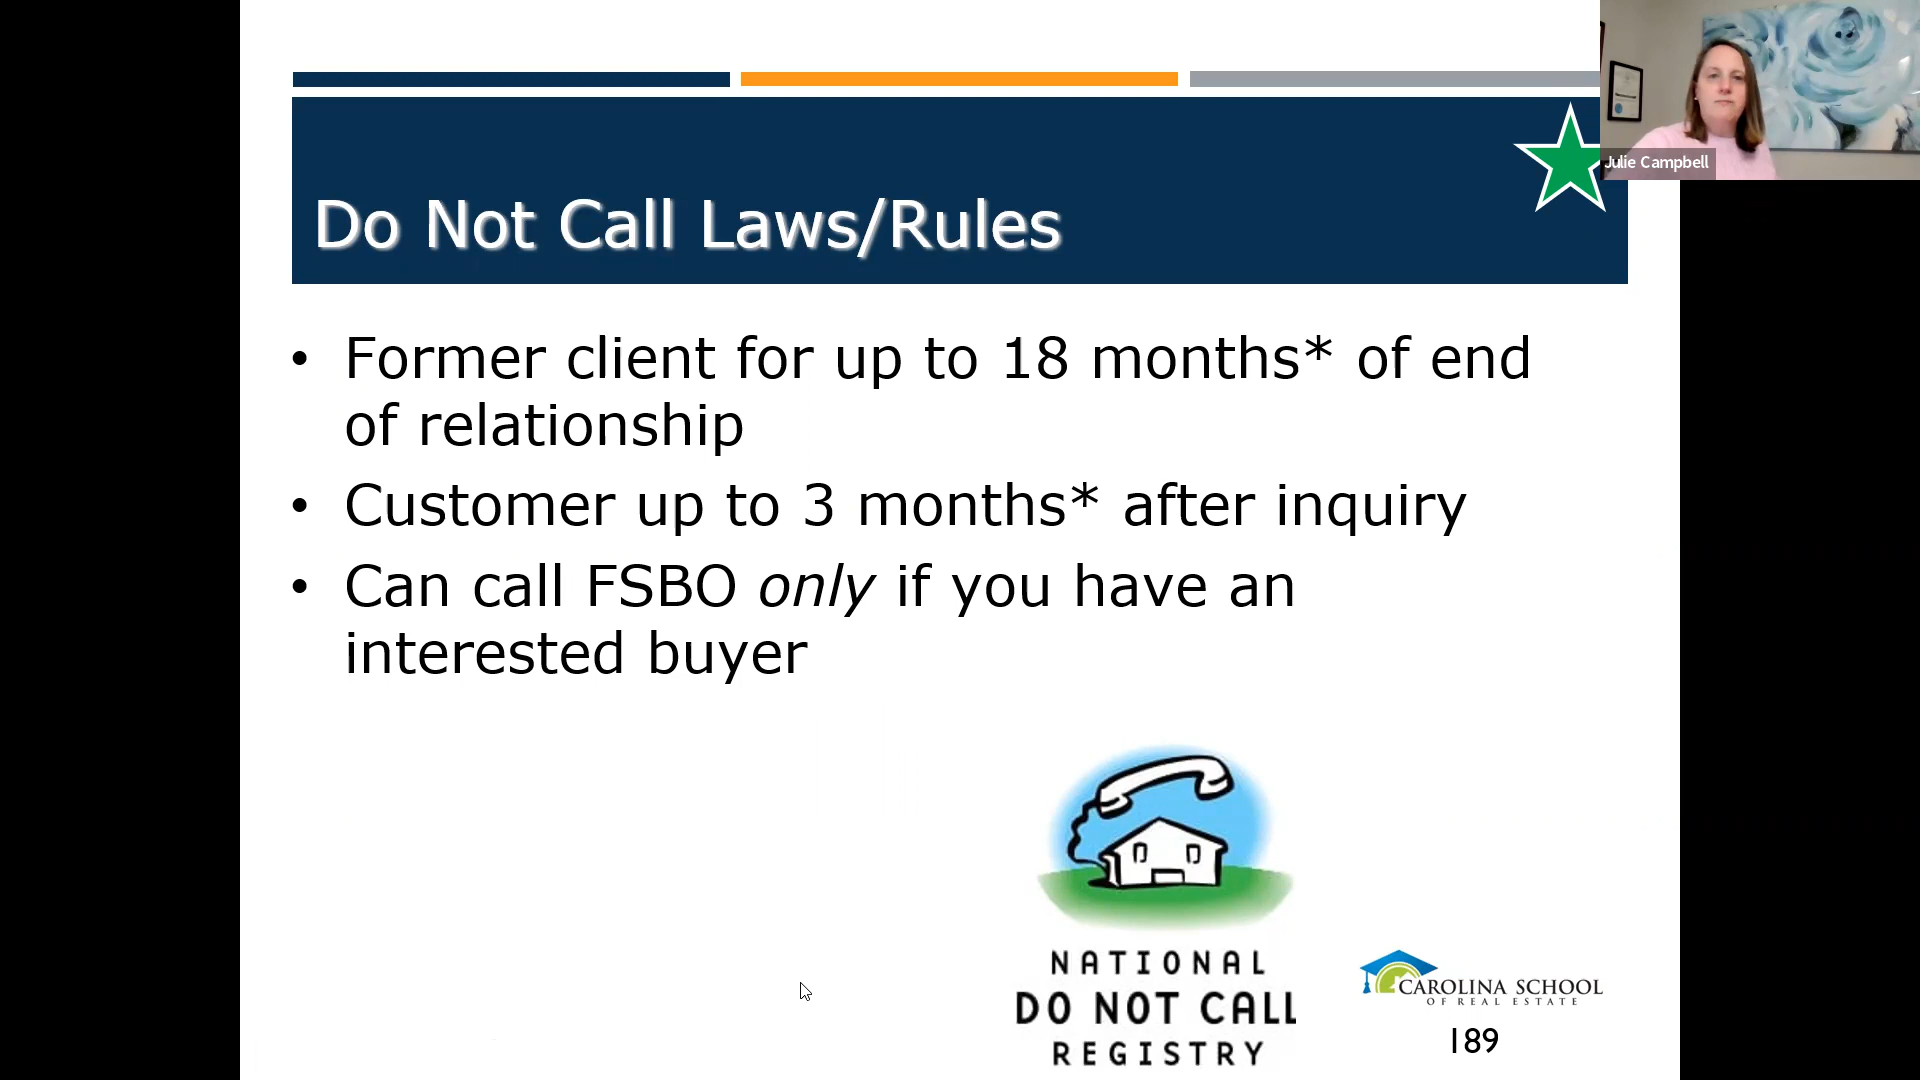 Julie Campbell
Do Not Call Laws/Rules
• Former client for up to 18 months* of end
of relationship
• Customer up to 3 months* after inquiry
• Can call FSBO only if you have an
interested buyer
NATIONAL
DO NOT CALL
REGISTRY
CAROLINA SCHOOL
OF REAL ESTATE
189